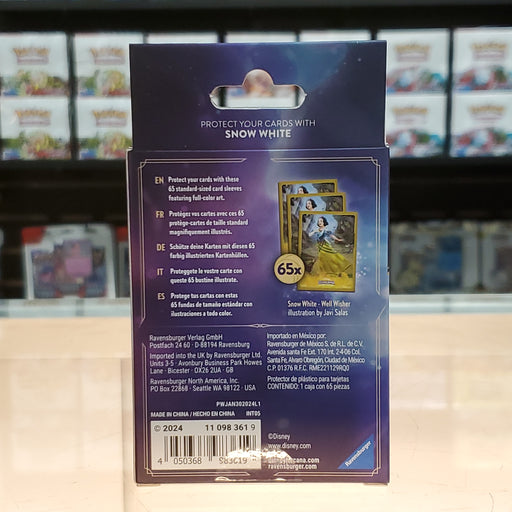 PROTECT YOUR CARDS WITH
SNOW WHITE
EN Protect your cards with these
65 standard-sized card sleeves
featuring full-color art.
FR Protégez vos cartes avec ces 65
protège-cartes de taille standard
magnifiquement illustrés.
DE Schütze deine Karten mit diesen 65
farbig illustrierten Kartenhüllen.
IT Proteggete le vostre carte con
queste 65 bustine illustrate.
ES Protege tus cartas con estas
65 fundas de tamaño estándar con
ilustraciones a todo color.
65x
Snow White - Well Wisher
illustration by Javi Salas
Ravensburger Verlag GmbH
Postfach 24 60 · D-88194 Ravensburg
Imported into the UK by Ravensburger Ltd.
Units 3-5 · Avonbury Business Park Howes
Lane · Bicester · OX26 2UA · GB
Ravensburger North America, Inc.
PO Box 22868 · Seattle WA 98122 · USA
PWJAN302024L1
MADE IN CHINA / HECHO EN CHINA INT05
© 2024 11 098 361 9
4 050368
Importado en México por:
Ravensburger de México S. de R.L. de C.V.
Avenida santa Fe Ext. 170 Int. 2-4-06 Col.
Santa Fe, Alvaro Obregón, Ciudad de México
C.P. 01376 R.F.C. RME221129RQ0
Protector de plástico para tarjetas
CONTENIDO: 1 caja con 65 piezas
©Disney
www.disney.com
ravensburger.com
Ravensburger